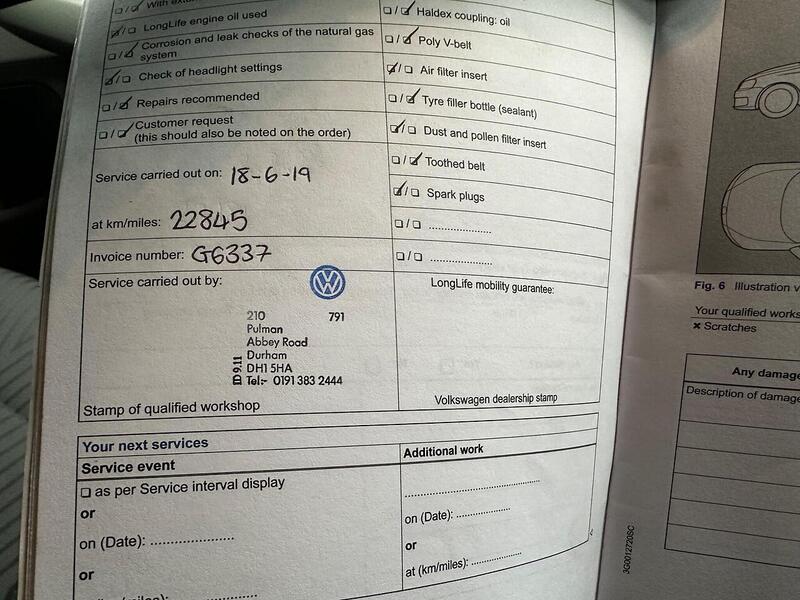 With ex
LongLife engine oil used
Corrosion and leak checks of the natural gas
system
Check of headlight settings
Repairs recommended
Customer request
(this should also be noted on the order)
Service carried out on: 18-6-19
at km/miles: 22845
Invoice number: G6337
Service carried out by:
VW
210 791
Pulman
Abbey Road
Durham
DH1 5HA
Tel:- 0191 383 2444
D 9.11
Stamp of qualified workshop
Haldex coupling: oil
Poly V-belt
Air filter insert
Tyre filler bottle (sealant)
Dust and pollen filter insert
Toothed belt
Spark plugs
LongLife mobility guarantee:
Volkswagen dealership stamp
Your next services
Service event
as per Service interval display
or
on (Date): ....................
or
Additional work
................................
on (Date): .............
or
at (km/miles): ............
Fig. 6 Illustration v
Your qualified works
× Scratches
Any damage
Description of damage
3G0012720SC